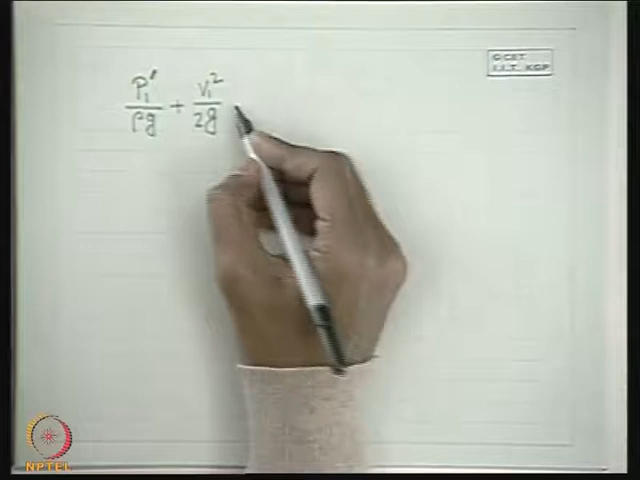 P₁′/ρg + V₁²/2g
©CET
I.I.T. KGP
NPTEL